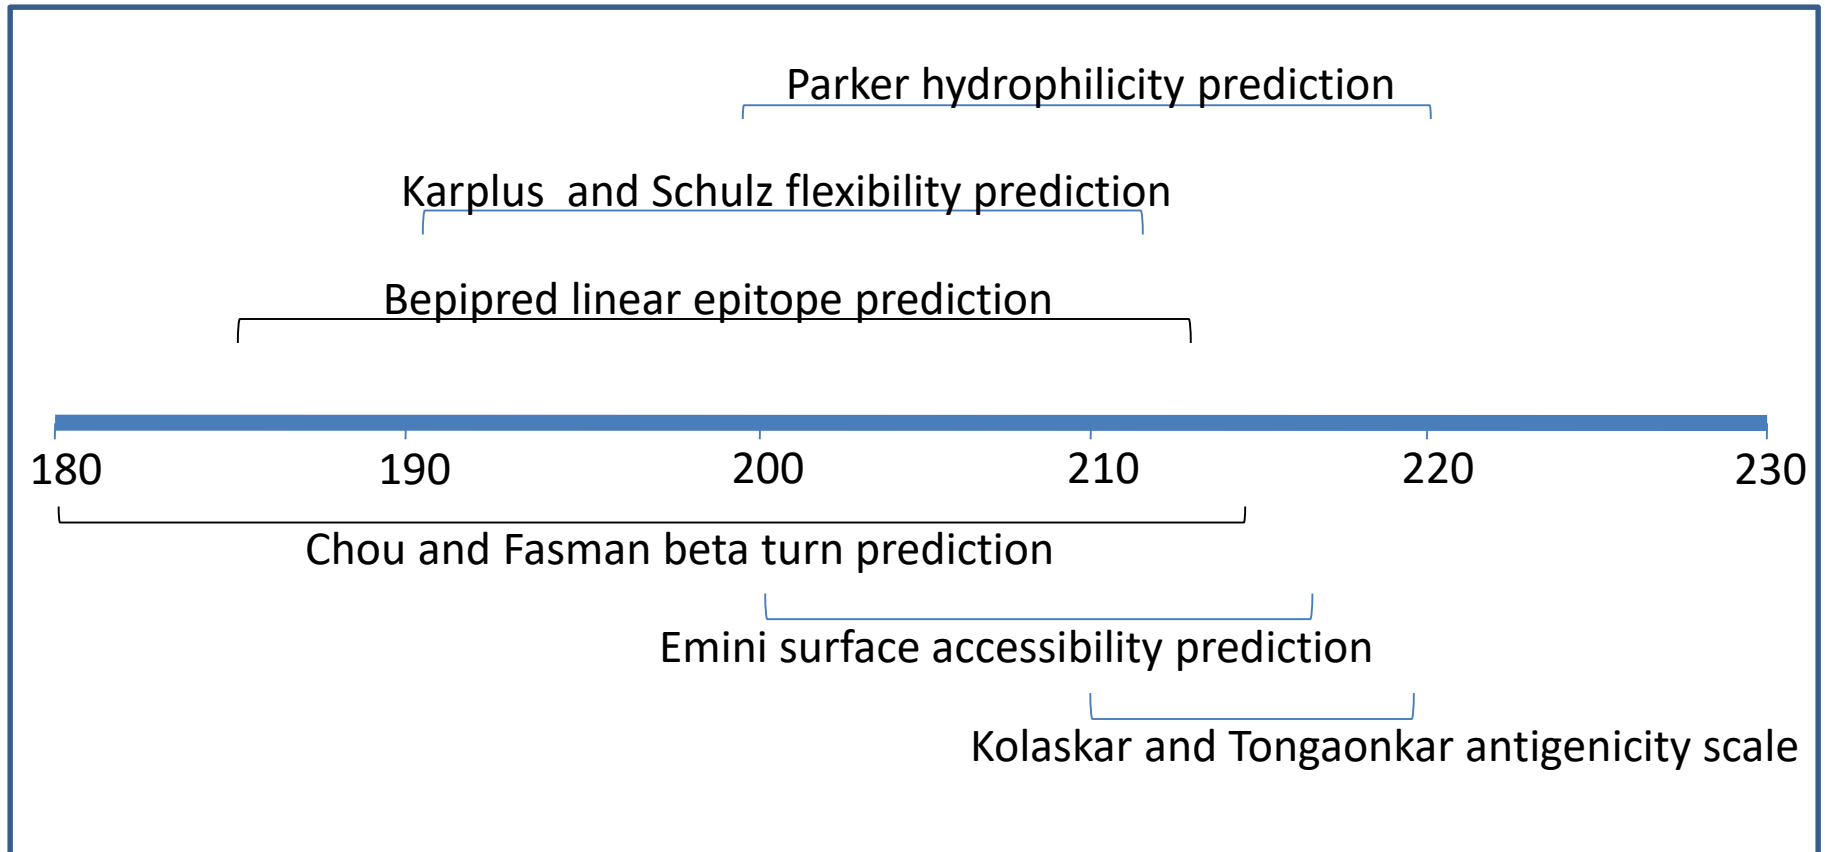 Parker hydrophilicity prediction
Karplus  and Schulz flexibility prediction
Bepipred linear epitope prediction
180 190 200 210 220 230
Chou and Fasman beta turn prediction
Emini surface accessibility prediction
Kolaskar and Tongaonkar antigenicity scale